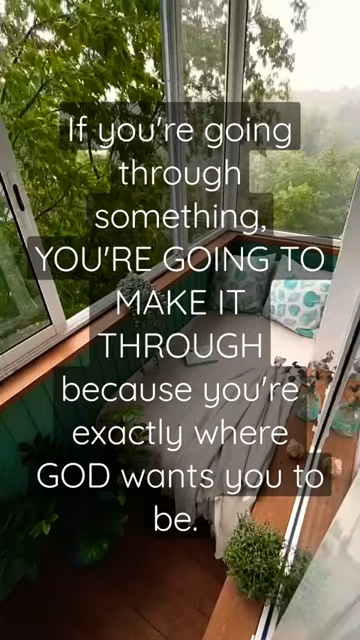 If you're going
through
something,
YOU'RE GOING TO
MAKE IT
THROUGH
because you're
exactly where
GOD wants you to
be.